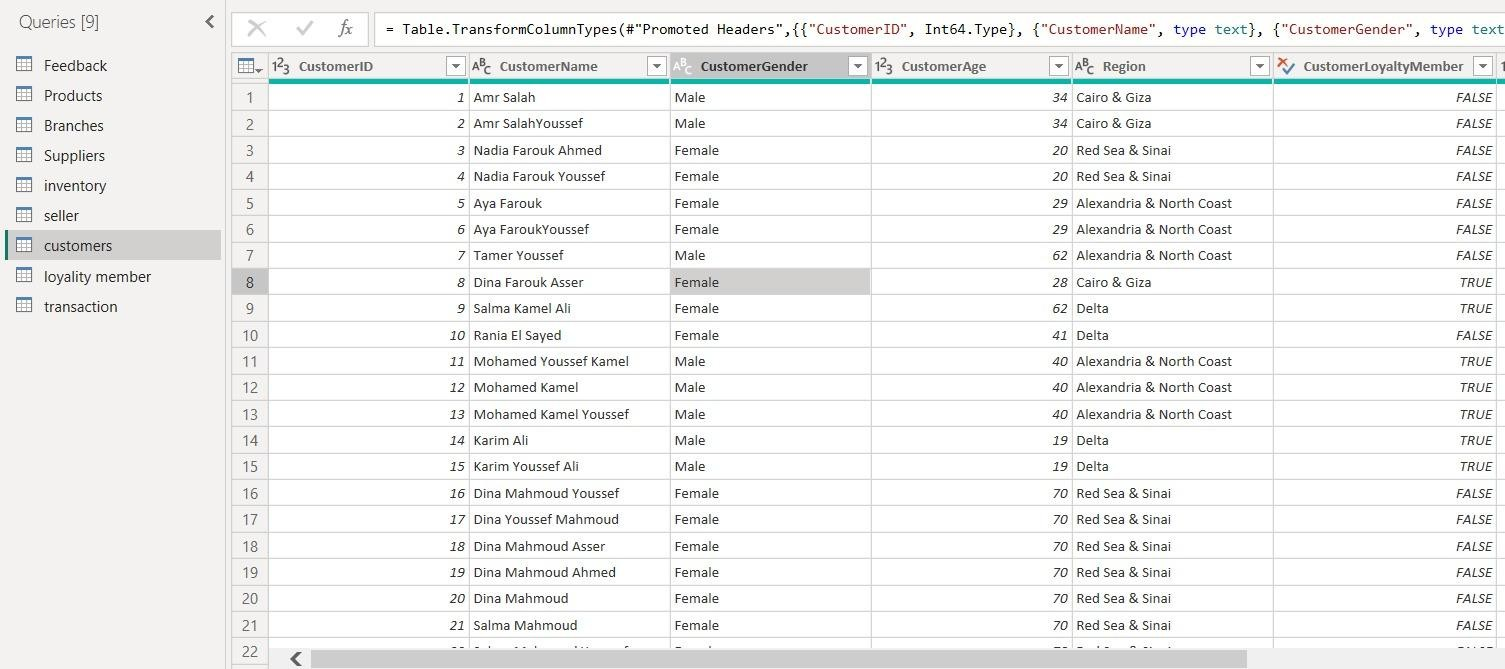 Queries [9]
Feedback
Products
Branches
Suppliers
inventory
seller
customers
loyality member
transaction
fx = Table.TransformColumnTypes(#"Promoted Headers",{{"CustomerID", Int64.Type}, {"CustomerName", type text}, {"CustomerGender", type text
123 CustomerID ABC CustomerName ABC CustomerGender 123 CustomerAge ABC Region CustomerLoyaltyMember
1 1 Amr Salah Male 34 Cairo & Giza FALSE
2 2 Amr SalahYoussef Male 34 Cairo & Giza FALSE
3 3 Nadia Farouk Ahmed Female 20 Red Sea & Sinai FALSE
4 4 Nadia Farouk Youssef Female 20 Red Sea & Sinai FALSE
5 5 Aya Farouk Female 29 Alexandria & North Coast FALSE
6 6 Aya FaroukYoussef Female 29 Alexandria & North Coast FALSE
7 7 Tamer Youssef Male 62 Alexandria & North Coast FALSE
8 8 Dina Farouk Asser Female 28 Cairo & Giza TRUE
9 9 Salma Kamel Ali Female 62 Delta TRUE
10 10 Rania El Sayed Female 41 Delta FALSE
11 11 Mohamed Youssef Kamel Male 40 Alexandria & North Coast TRUE
12 12 Mohamed Kamel Male 40 Alexandria & North Coast TRUE
13 13 Mohamed Kamel Youssef Male 40 Alexandria & North Coast TRUE
14 14 Karim Ali Male 19 Delta TRUE
15 15 Karim Youssef Ali Male 19 Delta TRUE
16 16 Dina Mahmoud Youssef Female 70 Red Sea & Sinai FALSE
17 17 Dina Youssef Mahmoud Female 70 Red Sea & Sinai FALSE
18 18 Dina Mahmoud Asser Female 70 Red Sea & Sinai FALSE
19 19 Dina Mahmoud Ahmed Female 70 Red Sea & Sinai FALSE
20 20 Dina Mahmoud Female 70 Red Sea & Sinai FALSE
21 21 Salma Mahmoud Female 70 Red Sea & Sinai FALSE
22